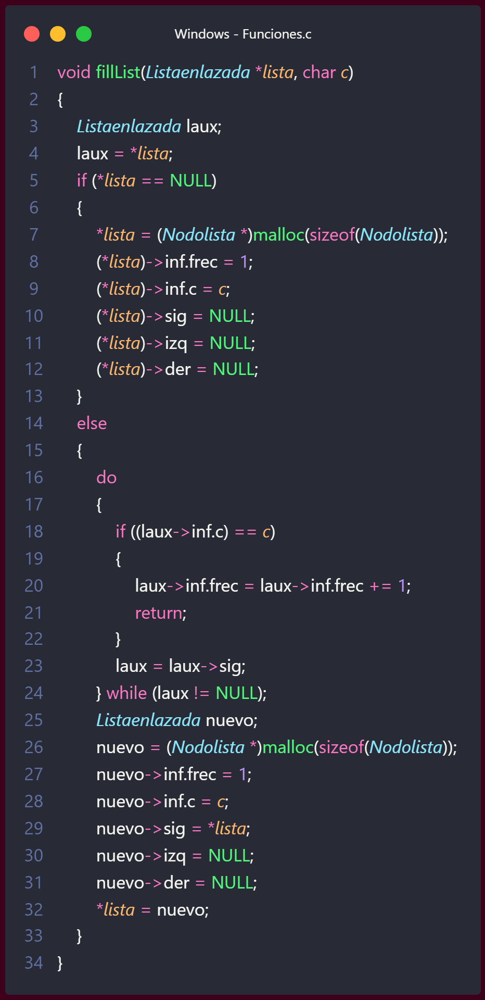 Windows - Funciones.c
1 void fillList(Listaenlazada *lista, char c)
2 {
3     Listaenlazada laux;
4     laux = *lista;
5     if (*lista == NULL)
6     {
7         *lista = (Nodolista *)malloc(sizeof(Nodolista));
8         (*lista)->inf.frec = 1;
9         (*lista)->inf.c = c;
10         (*lista)->sig = NULL;
11         (*lista)->izq = NULL;
12         (*lista)->der = NULL;
13     }
14     else
15     {
16         do
17         {
18             if ((laux->inf.c) == c)
19             {
20                 laux->inf.frec = laux->inf.frec += 1;
21                 return;
22             }
23             laux = laux->sig;
24         } while (laux != NULL);
25         Listaenlazada nuevo;
26         nuevo = (Nodolista *)malloc(sizeof(Nodolista));
27         nuevo->inf.frec = 1;
28         nuevo->inf.c = c;
29         nuevo->sig = *lista;
30         nuevo->izq = NULL;
31         nuevo->der = NULL;
32         *lista = nuevo;
33     }
34 }